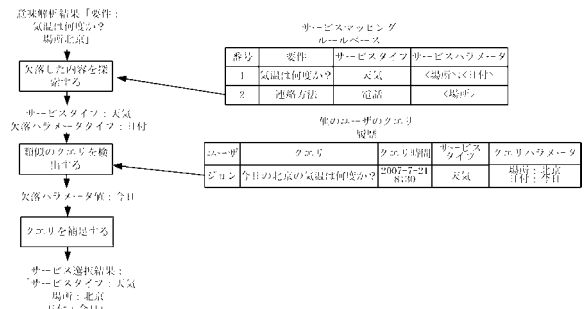 意味解析結果「要件：
気温は何度か？
場所北京」
欠落した内容を探
索する
サービスタイプ：天気
欠落パラメータタイプ：日付
類似のクエリを検
出する
欠落パラメータ値：今日
クエリを補足する
サービス選択結果：
「サービスタイプ：天気
場所：北京
日付：今日」
サービスマッピング
ルールベース
番号 要件 サービスタイプ サービスパラメータ
1 気温は何度か？ 天気 <場所>、<日付>
2 連絡方法 電話 <場所>
他のユーザのクエリ
履歴
ユーザ クエリ クエリ時間 サービス
タイプ クエリパラメータ
ジョン 今日の北京の気温は何度か？ 2007-7-21
8:30 天気 場所：北京
日付：今日